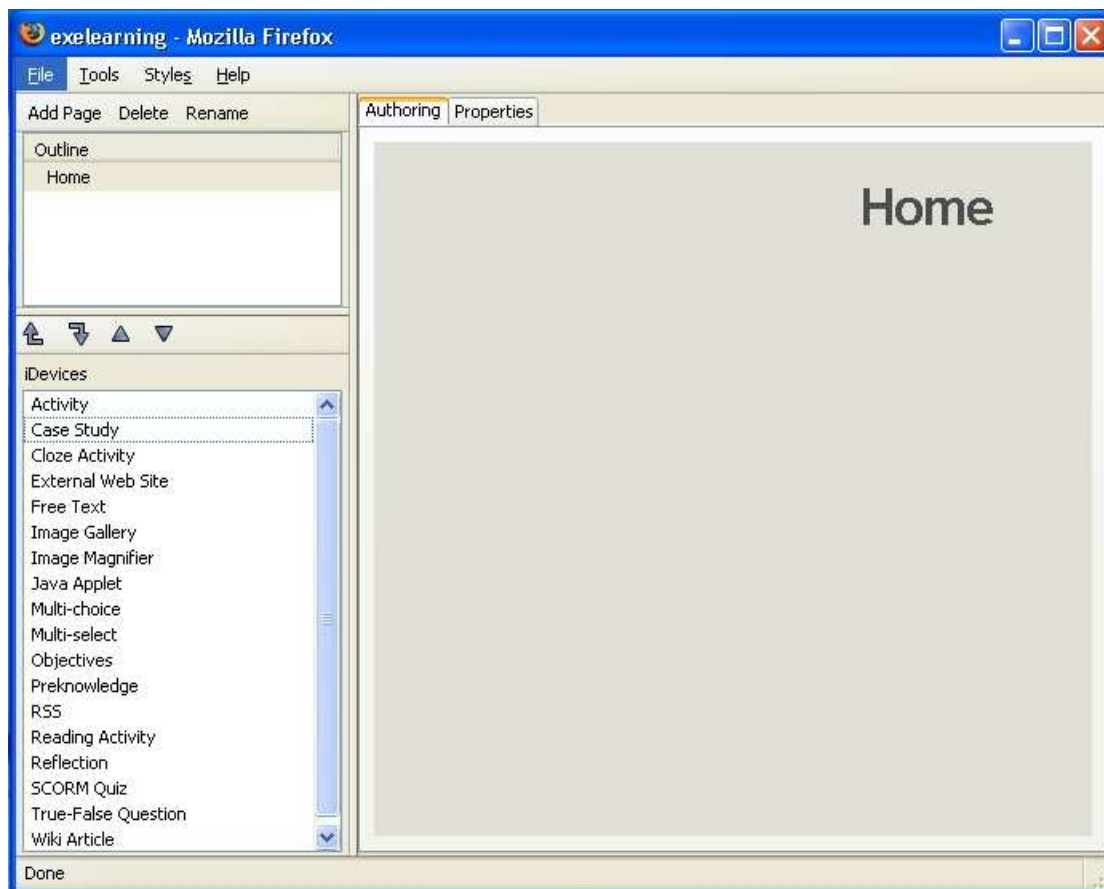 exelearning - Mozilla Firefox
File Tools Styles Help
Add Page Delete Rename
Outline
Home
iDevices
Activity
Case Study
Cloze Activity
External Web Site
Free Text
Image Gallery
Image Magnifier
Java Applet
Multi-choice
Multi-select
Objectives
Preknowledge
RSS
Reading Activity
Reflection
SCORM Quiz
True-False Question
Wiki Article
Authoring Properties
Home
Done